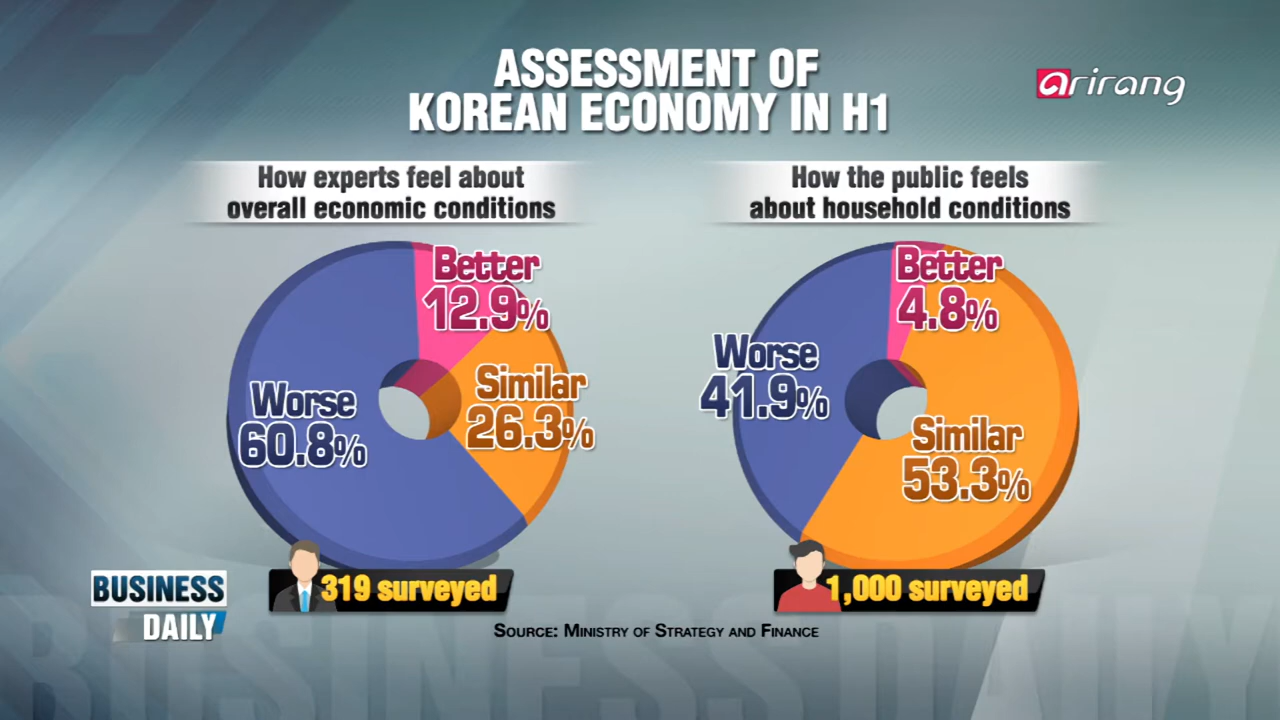 ASSESSMENT OF
KOREAN ECONOMY IN H1
arirang
How experts feel about
overall economic conditions
Better
12.9%
Similar
26.3%
Worse
60.8%
319 surveyed
How the public feels
about household conditions
Better
4.8%
Worse
41.9%
Similar
53.3%
1,000 surveyed
BUSINESS
DAILY
SOURCE: MINISTRY OF STRATEGY AND FINANCE
BUSINESS DAILY